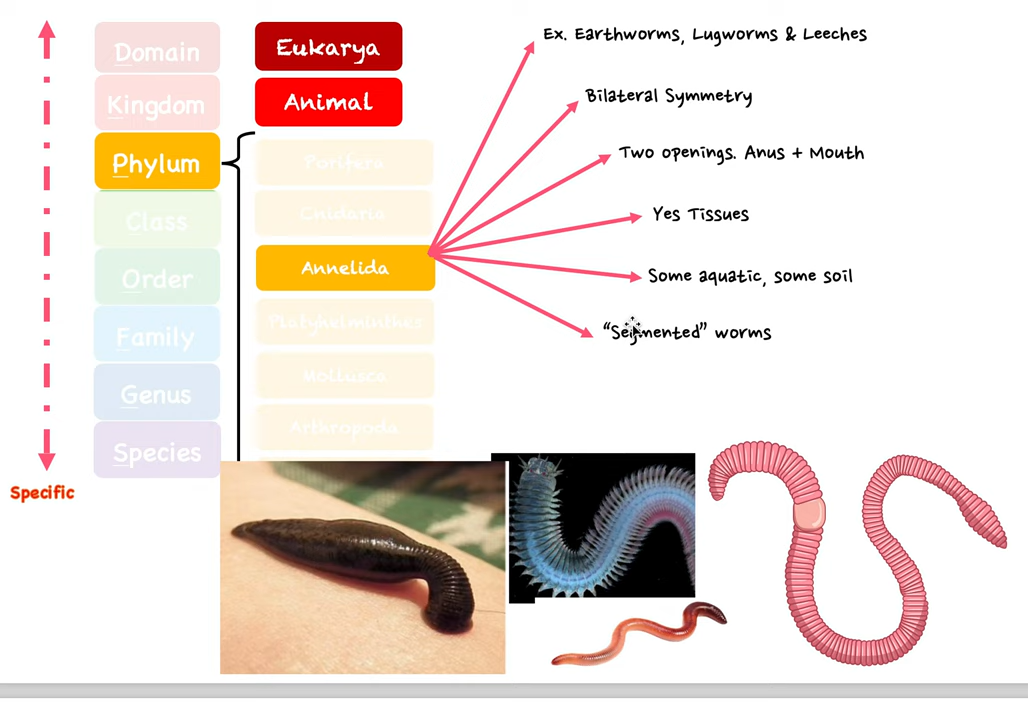 Domain
Kingdom
Phylum
Class
Order
Family
Genus
Species
Specific
Eukarya
Animal
Porifera
Cnidaria
Annelida
Platyhelminthes
Mollusca
Arthropoda
Ex. Earthworms, Lugworms & Leeches
Bilateral Symmetry
Two openings. Anus + Mouth
Yes Tissues
Some aquatic, some soil
“Segmented” worms